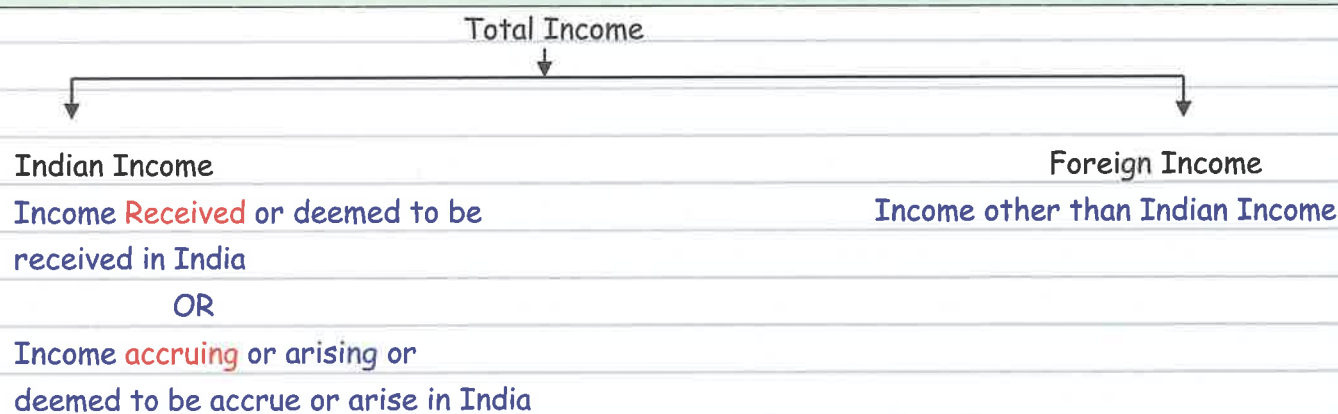 Total Income
Indian Income
Income Received or deemed to be
received in India
OR
Income accruing or arising or
deemed to be accrue or arise in India
Foreign Income
Income other than Indian Income